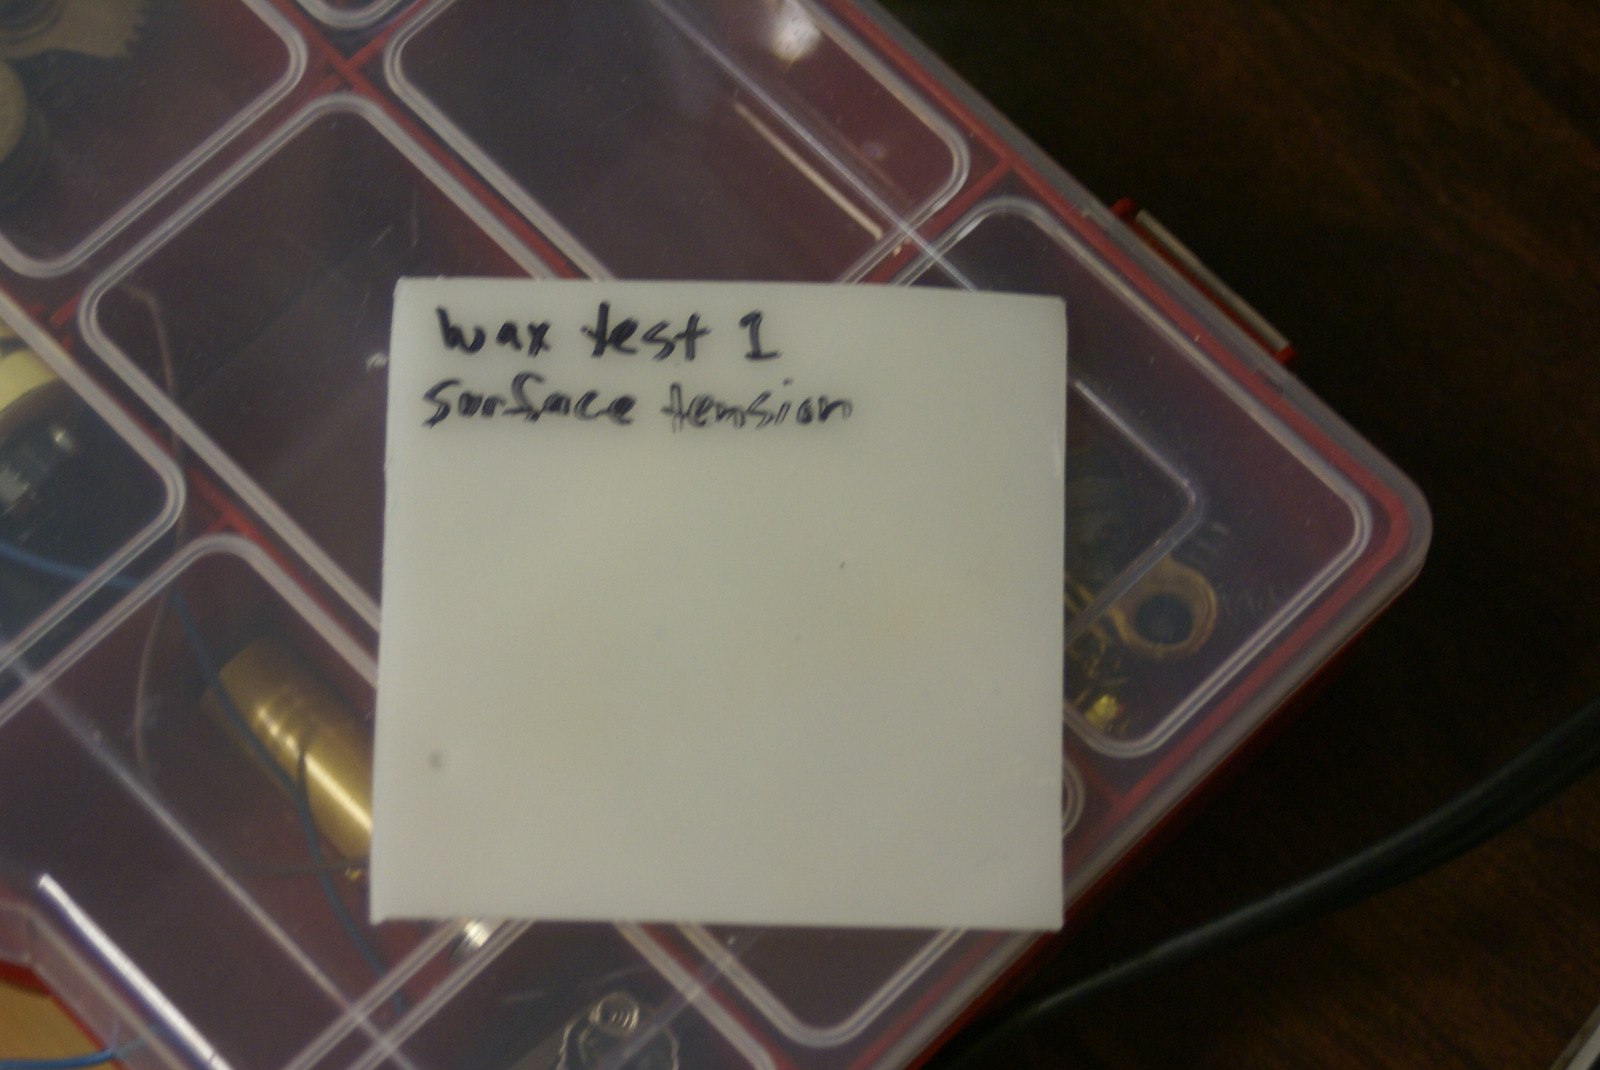 wax test 1
surface tension